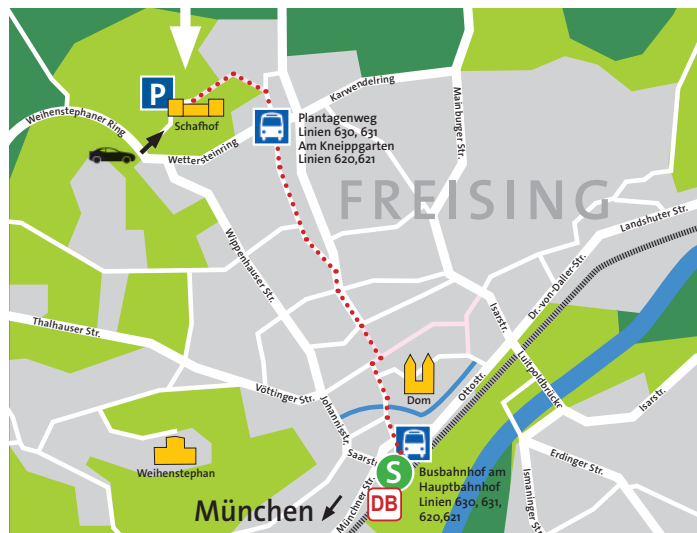 P
Schafhof
Weihenstephaner Ring
Wettersteinring
Karwendelring
Mainburger Str.
Plantagenweg
Linien 630, 631
Am Kneippgarten
Linien 620,621
FREISING
Landshuter Str.
Dr.-von-Daller-Str.
Wippenhauser Str.
Thalhauser Str.
Isarstr.
Luitpoldbrücke
Vöttinger Str.
Johannisstr.
Dom
Ottostr.
Isarstr.
Erdinger Str.
Ismaninger Str.
Weihenstephan
Saarstr.
S
DB
Münchner Str.
Busbahnhof am
Hauptbahnhof
Linien 630, 631,
620,621
München